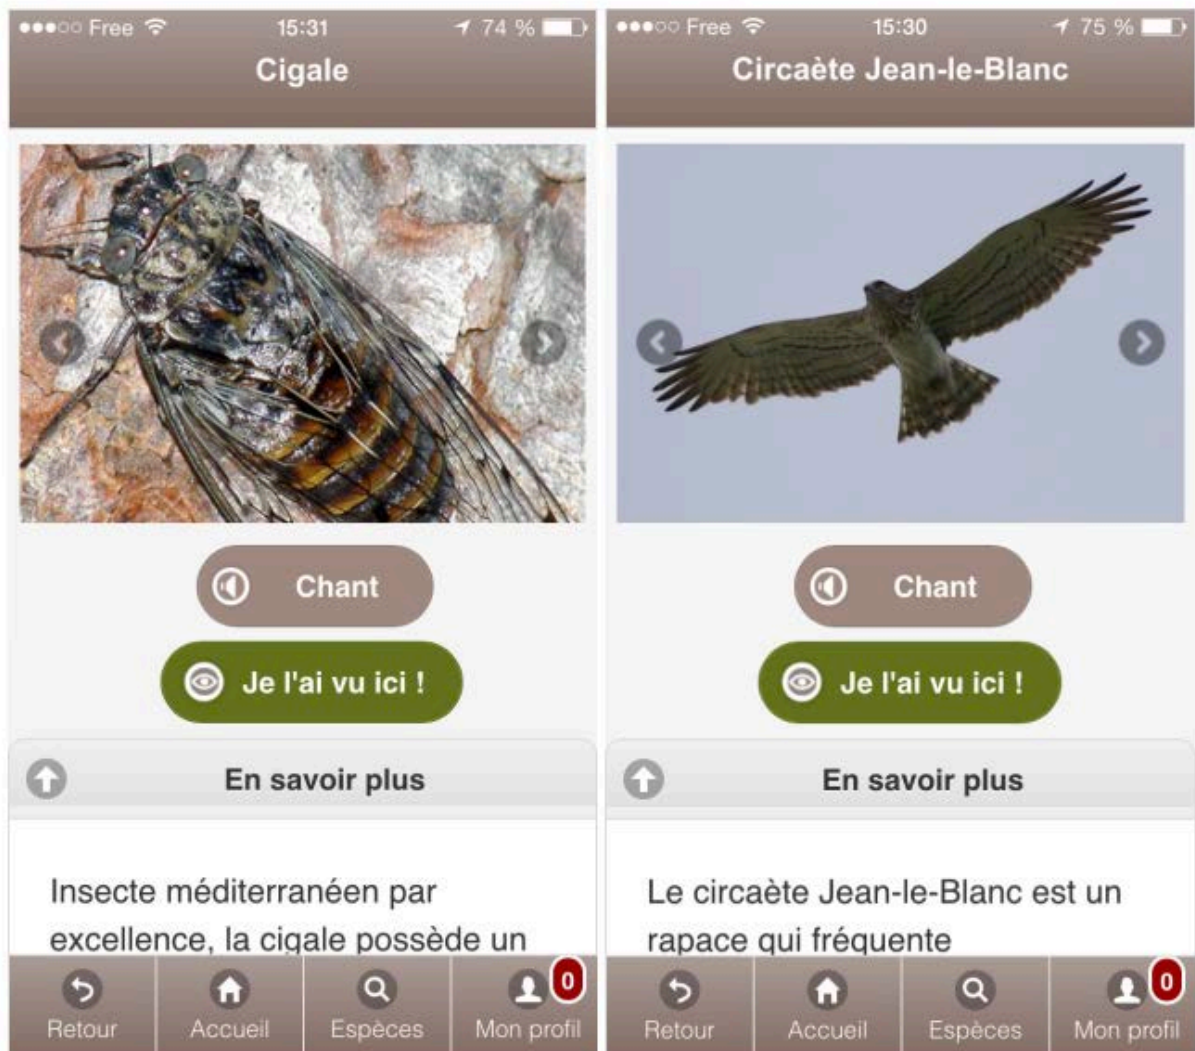 Free 15:31 74 %
Cigale
Chant
Je l'ai vu ici !
En savoir plus
Insecte méditerranéen par
excellence, la cigale possède un
Retour Accueil Espèces Mon profil 0
Free 15:30 75 %
Circaète Jean-le-Blanc
Chant
Je l'ai vu ici !
En savoir plus
Le circaète Jean-le-Blanc est un
rapace qui fréquente
Retour Accueil Espèces Mon profil 0